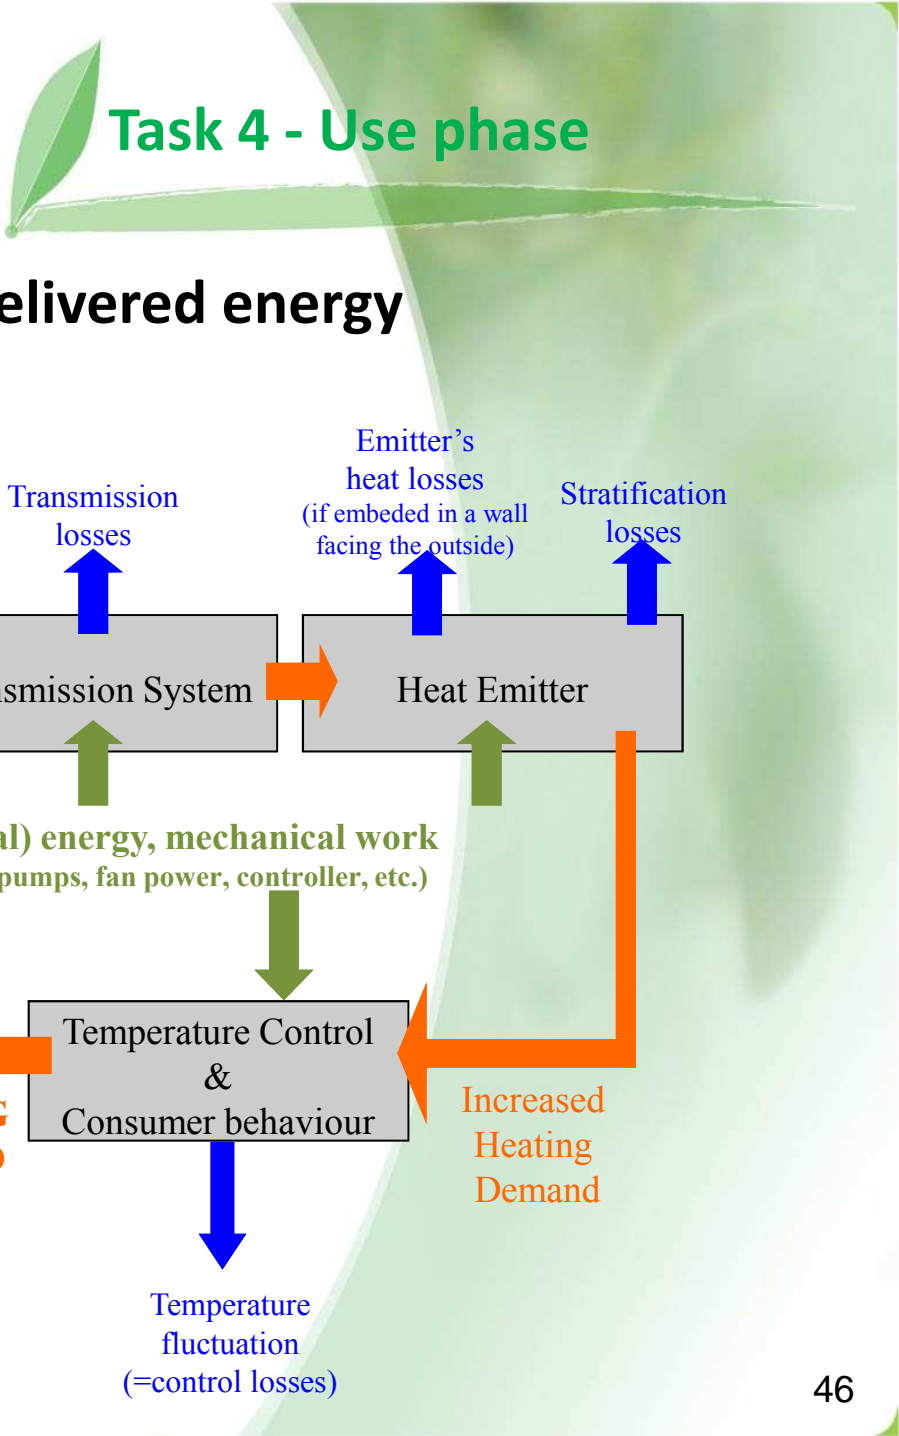 Task 4 - Use phase
elivered energy
Transmission
losses
Emitter’s
heat losses
(if embeded in a wall
facing the outside)
Stratification
losses
nsmission System
Heat Emitter
al) energy, mechanical work
pumps, fan power, controller, etc.)
Temperature Control
&
Consumer behaviour
G
D
Increased
Heating
Demand
Temperature
fluctuation
(=control losses)
46